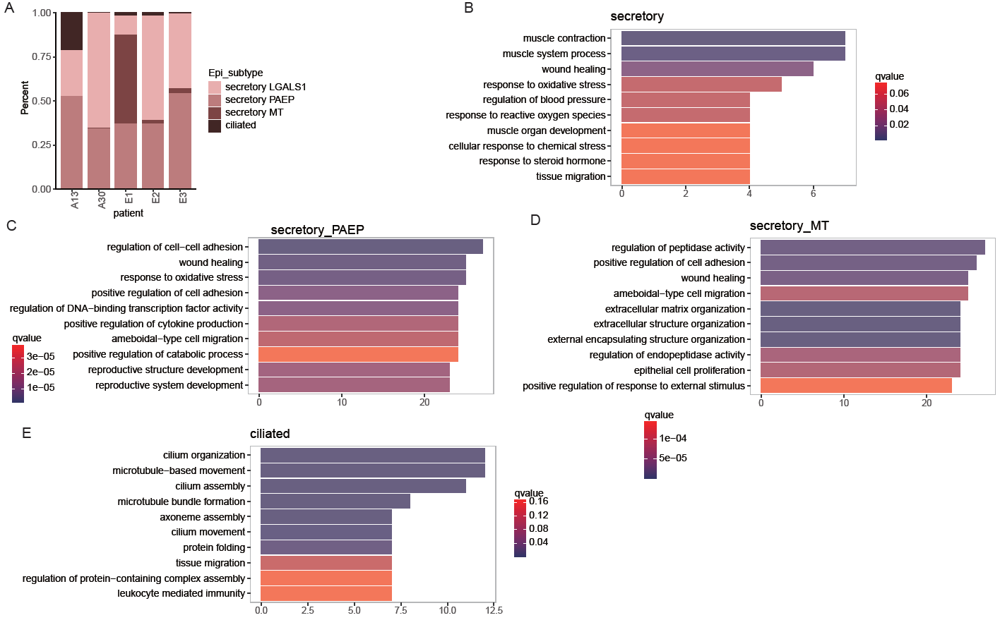 A
1.00
0.75
0.50
0.25
0.00
Percent
A13
A30
E1
E2
E3
patient
Epi_subtype
secretory LGALS1
secretory PAEP
secretory MT
ciliated
B
secretory
muscle contraction
muscle system process
wound healing
response to oxidative stress
regulation of blood pressure
response to reactive oxygen species
muscle organ development
cellular response to chemical stress
response to steroid hormone
tissue migration
0 2 4 6
qvalue
0.06
0.04
0.02
C
secretory_PAEP
regulation of cell−cell adhesion
wound healing
response to oxidative stress
positive regulation of cell adhesion
regulation of DNA−binding transcription factor activity
positive regulation of cytokine production
ameboidal−type cell migration
positive regulation of catabolic process
reproductive structure development
reproductive system development
0 10 20
qvalue
3e−05
2e−05
1e−05
D
secretory_MT
regulation of peptidase activity
positive regulation of cell adhesion
wound healing
ameboidal−type cell migration
extracellular matrix organization
extracellular structure organization
external encapsulating structure organization
regulation of endopeptidase activity
epithelial cell proliferation
positive regulation of response to external stimulus
0 10 20
qvalue
1e−04
5e−05
E
ciliated
cilium organization
microtubule−based movement
cilium assembly
microtubule bundle formation
axoneme assembly
cilium movement
protein folding
tissue migration
regulation of protein−containing complex assembly
leukocyte mediated immunity
0.0 2.5 5.0 7.5 10.0 12.5
qvalue
0.16
0.12
0.08
0.04